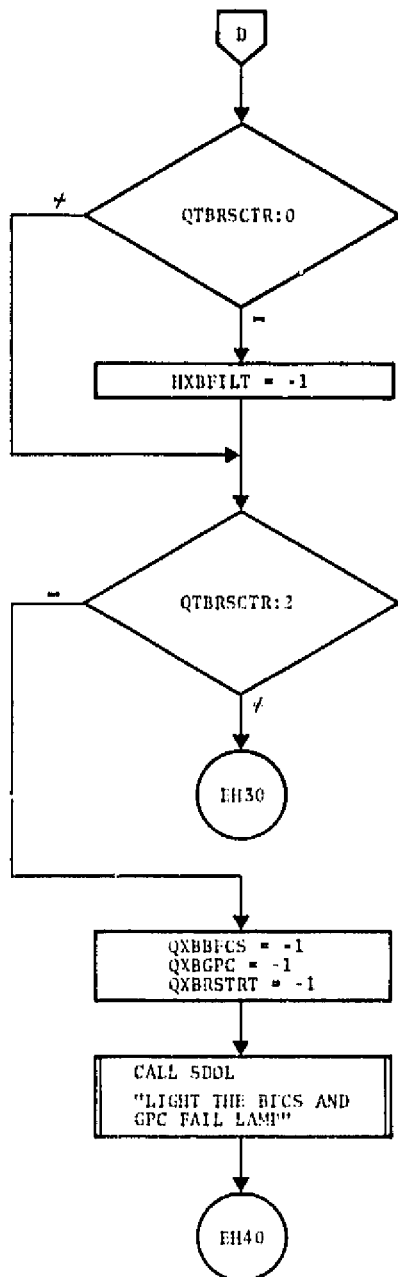 D
QTBRSCTR:0
≠
=
HXBFILT = -1
QTBRSCTR:2
=
≠
EH30
QXBBFCS = -1
QXBGPC = -1
QXBRSTRT = -1
CALL SDOL
"LIGHT THE BFCS AND
GPC FAIL LAMP"
EH40